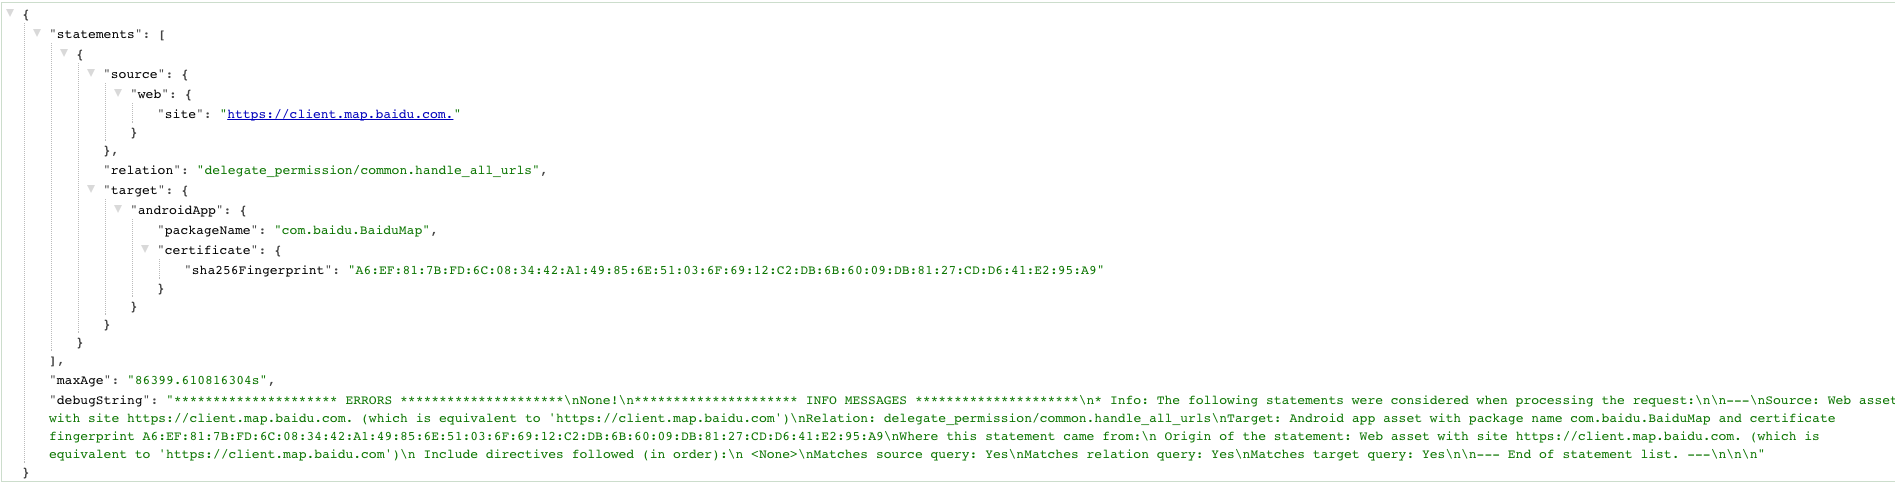 {
"statements": [
{
"source": {
"web": {
"site": "https://client.map.baidu.com."
}
},
"relation": "delegate_permission/common.handle_all_urls",
"target": {
"androidApp": {
"packageName": "com.baidu.BaiduMap",
"certificate": {
"sha256Fingerprint": "A6:EF:81:7B:FD:6C:08:34:42:A1:49:85:6E:51:03:6F:69:12:C2:DB:6B:60:09:DB:81:27:CD:D6:41:E2:95:A9"
}
}
}
}
],
"maxAge": "86399.610816304s",
"debugString": "********************* ERRORS *********************\nNone!\n********************* INFO MESSAGES *********************\n* Info: The following statements were considered when processing the request:\n\n---\nSource: Web asset
with site https://client.map.baidu.com. (which is equivalent to 'https://client.map.baidu.com')\nRelation: delegate_permission/common.handle_all_urls\nTarget: Android app asset with package name com.baidu.BaiduMap and certificate
fingerprint A6:EF:81:7B:FD:6C:08:34:42:A1:49:85:6E:51:03:6F:69:12:C2:DB:6B:60:09:DB:81:27:CD:D6:41:E2:95:A9\nWhere this statement came from:\n Origin of the statement: Web asset with site https://client.map.baidu.com. (which is
equivalent to 'https://client.map.baidu.com')\n Include directives followed (in order):\n <None>\nMatches source query: Yes\nMatches relation query: Yes\nMatches target query: Yes\n\n--- End of statement list. ---\n\n\n"
}